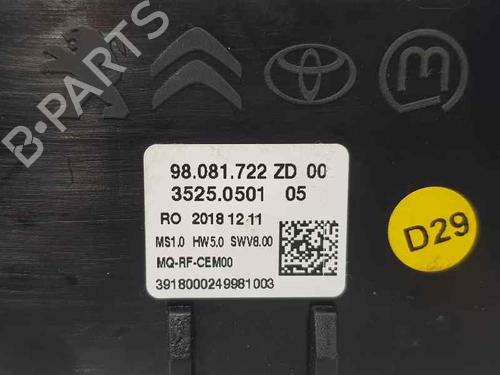 B-PARTS
98.081.722 ZD 00
3525.0501 05
RO 2018 12 11
MS1.0 HW5.0 SWV8.00
MQ-RF-CEM00
3918000249981003
D29